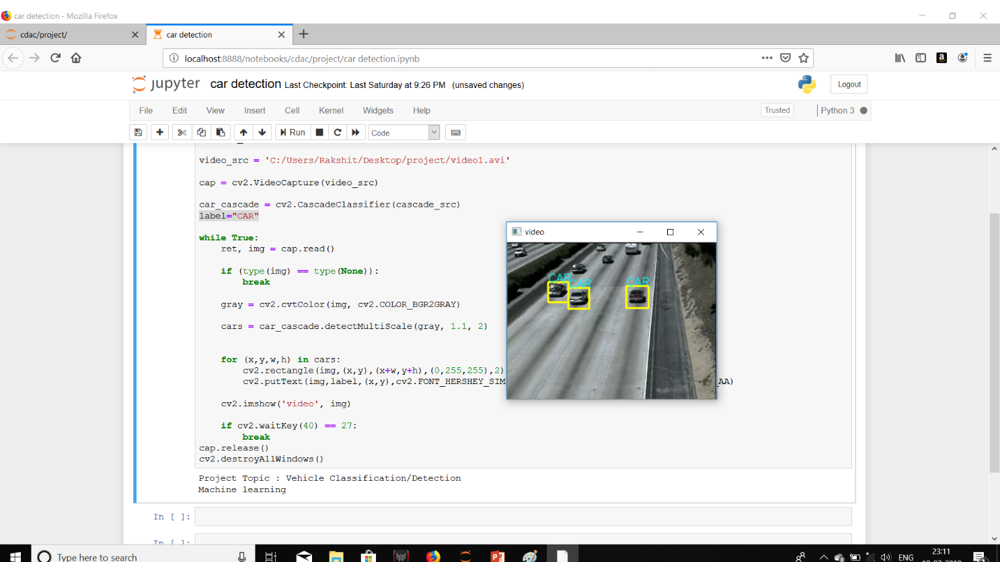 car detection - Mozilla Firefox
cdac/project/
car detection
localhost:8888/notebooks/cdac/project/car detection.ipynb
jupyter car detection Last Checkpoint: Last Saturday at 9:26 PM (unsaved changes)
Logout
File Edit View Insert Cell Kernel Widgets Help
Trusted
Python 3
Run
Code
video_src = 'C:/Users/Rakshit/Desktop/project/video1.avi'
cap = cv2.VideoCapture(video_src)
car_cascade = cv2.CascadeClassifier(cascade_src)
label="CAR"
while True:
ret, img = cap.read()
if (type(img) == type(None)):
break
gray = cv2.cvtColor(img, cv2.COLOR_BGR2GRAY)
cars = car_cascade.detectMultiScale(gray, 1.1, 2)
for (x,y,w,h) in cars:
cv2.rectangle(img,(x,y),(x+w,y+h),(0,255,255),2)
cv2.putText(img,label,(x,y),cv2.FONT_HERSHEY_SIM
AA)
cv2.imshow('video', img)
if cv2.waitKey(40) == 27:
break
cap.release()
cv2.destroyAllWindows()
video
CAR
CAR
CAR
Project Topic : Vehicle Classification/Detection
Machine learning
In [ ]:
In [ ]:
Type here to search
ENG
23:11